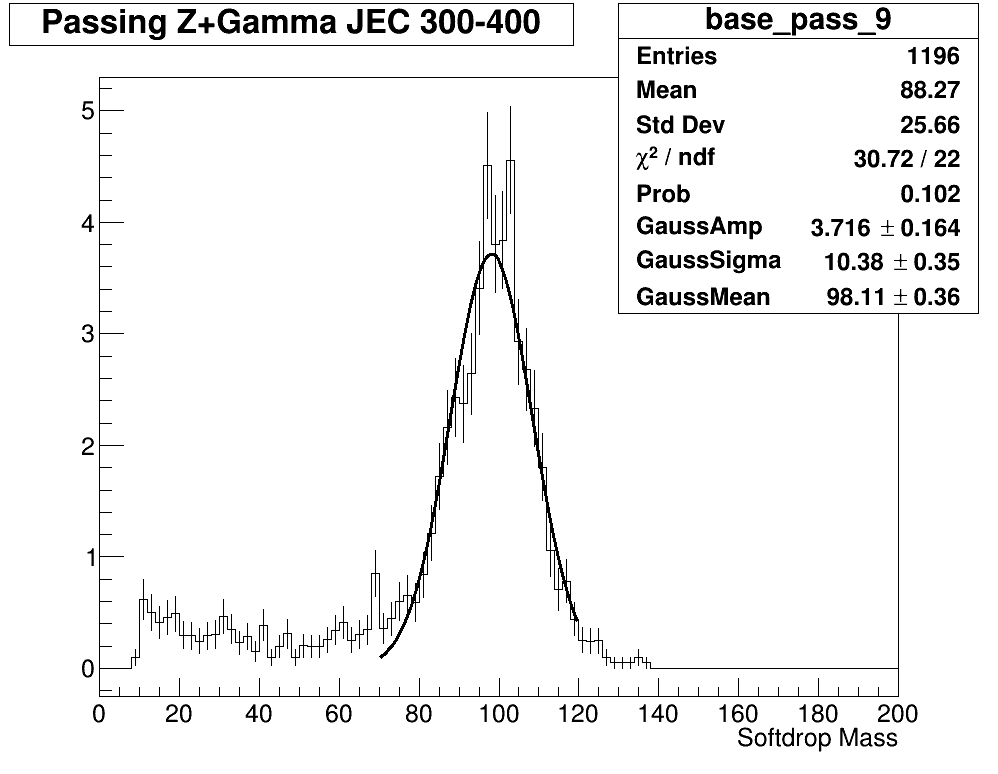 Passing Z+Gamma JEC 300-400
base_pass_9
Entries 1196
Mean 88.27
Std Dev 25.66
χ² / ndf 30.72 / 22
Prob 0.102
GaussAmp 3.716 ± 0.164
GaussSigma 10.38 ± 0.35
GaussMean 98.11 ± 0.36
5
4
3
2
1
0
0 20 40 60 80 100 120 140 160 180 200
Softdrop Mass